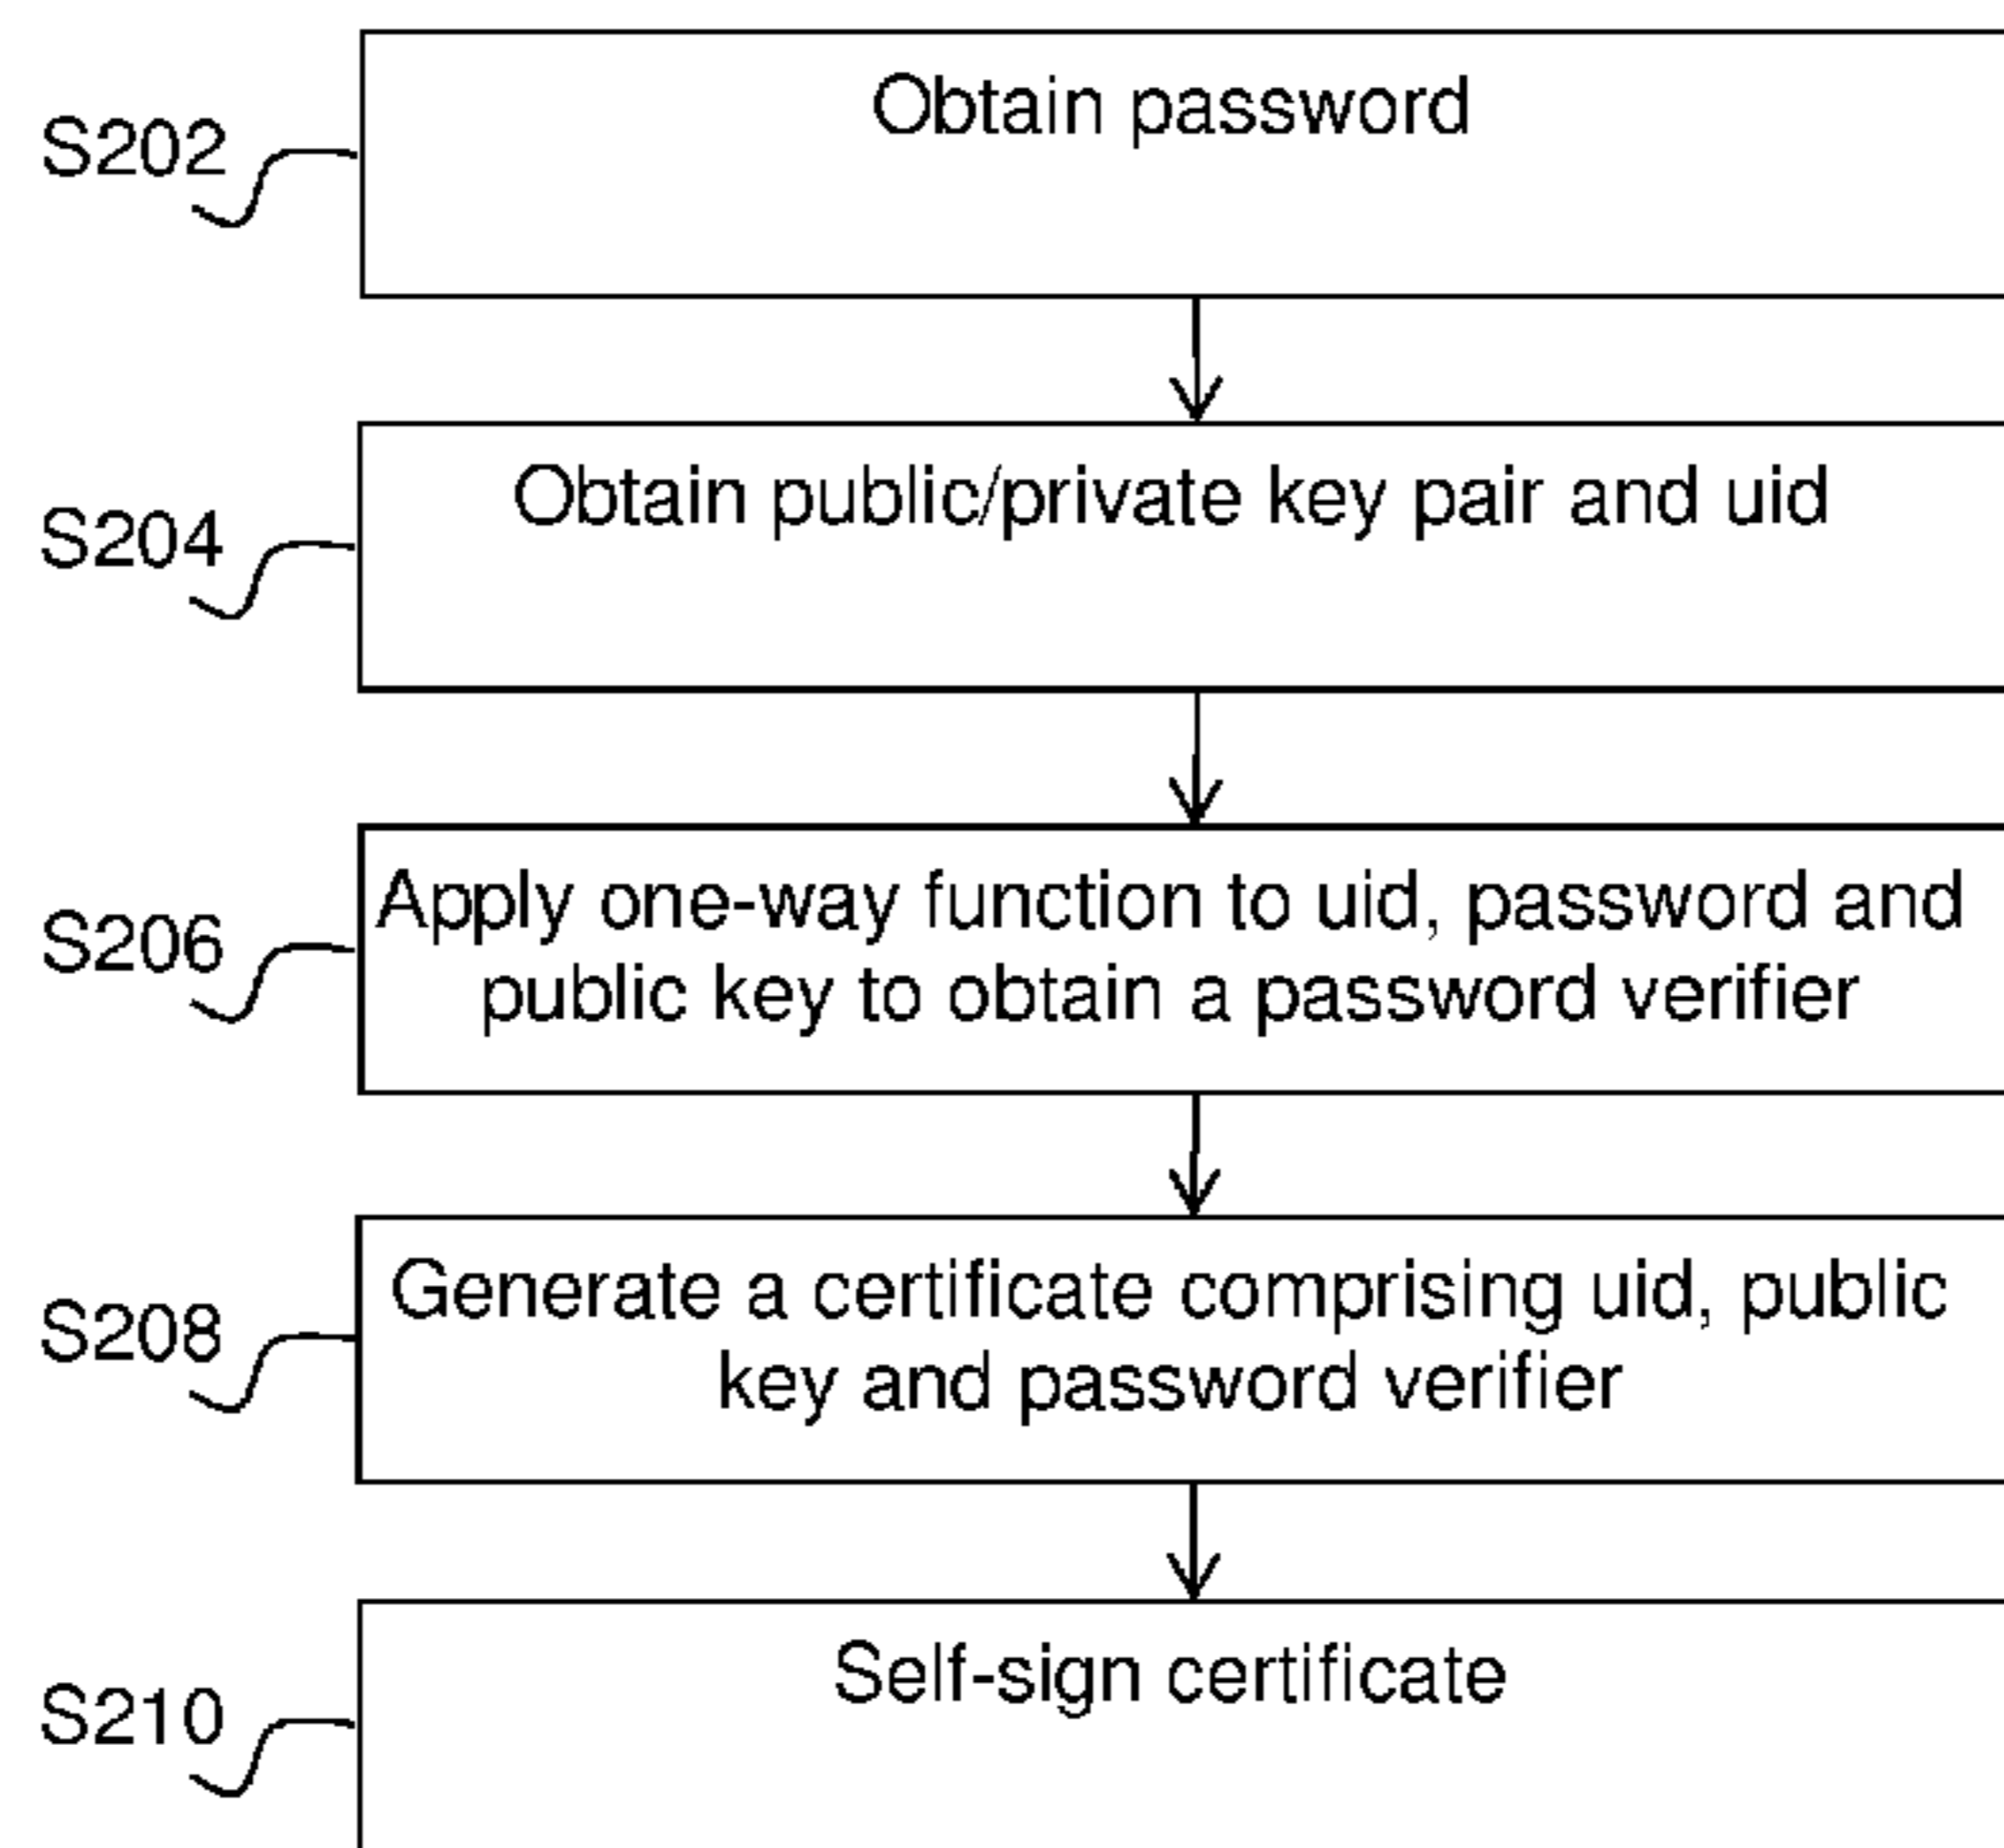 S202
Obtain password
S204
Obtain public/private key pair and uid
S206
Apply one-way function to uid, password and
public key to obtain a password verifier
S208
Generate a certificate comprising uid, public
key and password verifier
S210
Self-sign certificate